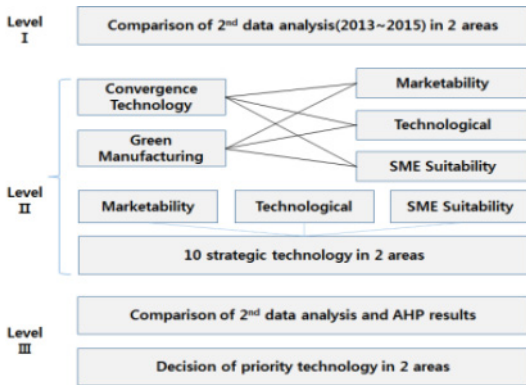 Level
I
Comparison of 2nd data analysis(2013~2015) in 2 areas
Level
II
Convergence
Technology
Green
Manufacturing
Marketability
Technological
SME Suitability
Marketability
Technological
SME Suitability
10 strategic technology in 2 areas
Level
III
Comparison of 2nd data analysis and AHP results
Decision of priority technology in 2 areas